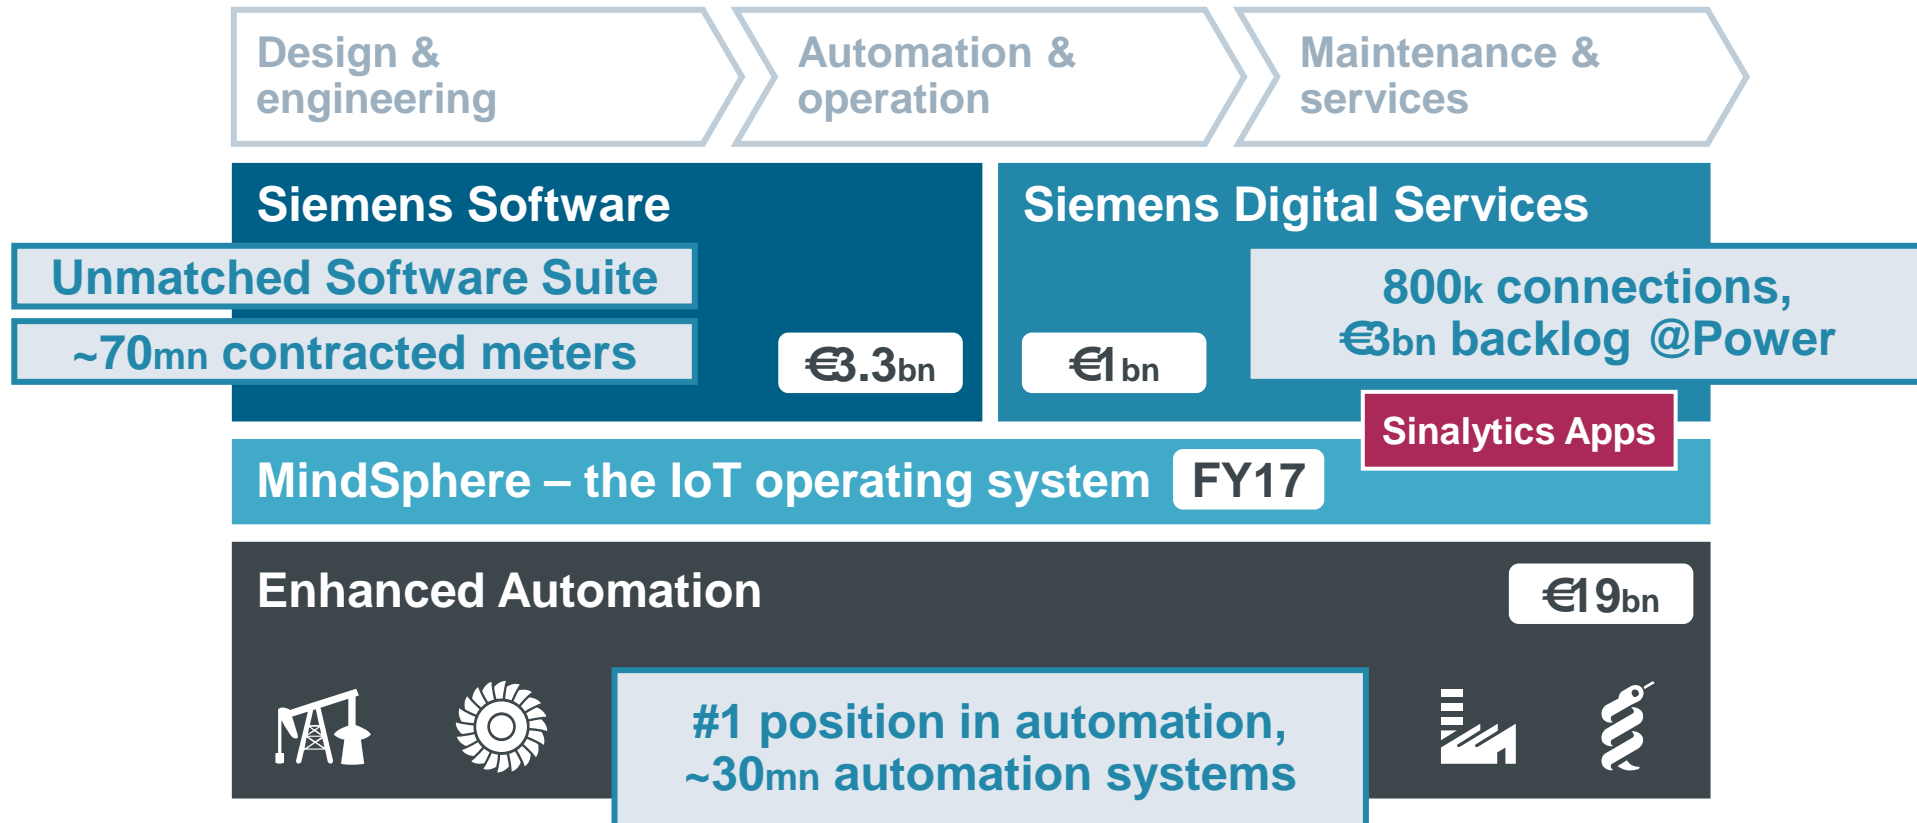 Design &
engineering
Automation &
operation
Maintenance &
services
Siemens Software
Unmatched Software Suite
~70mn contracted meters
€3.3bn
Siemens Digital Services
800k connections,
€3bn backlog @Power
€1bn
Sinalytics Apps
MindSphere – the IoT operating system
FY17
Enhanced Automation
€19bn
#1 position in automation,
~30mn automation systems